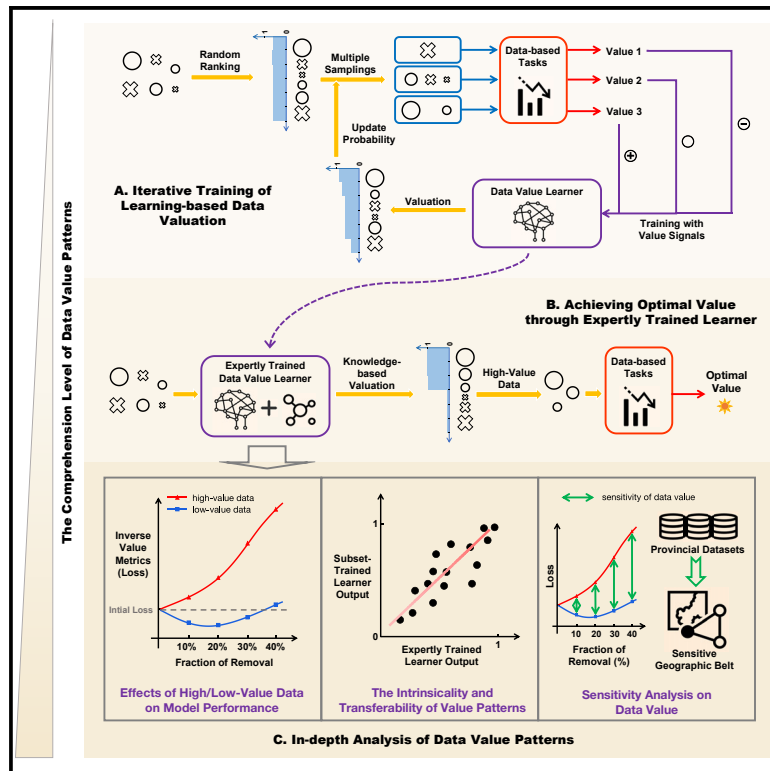 The Comprehension Level of Data Value Patterns
Random
Ranking
1
0
Multiple
Samplings
Data-based
Tasks
Value 1
Value 2
Value 3
Update
Probability
A. Iterative Training of
Learning-based Data
Valuation
1
0
Valuation
Data Value Learner
Training with
Value Signals
B. Achieving Optimal Value
through Expertly Trained Learner
Expertly Trained
Data Value Learner
Knowledge-
based
Valuation
1
0
High-Value
Data
Data-based
Tasks
Optimal
Value
high-value data
low-value data
Inverse
Value
Metrics
(Loss)
Intial Loss
10% 20% 30% 40%
Fraction of Removal
Effects of High/Low-Value Data
on Model Performance
1
Subset-
Trained
Learner
Output
0
1
Expertly Trained
Learner Output
The Intrinsicality and
Transferability of Value Patterns
sensitivity of data value
Loss
10 20 30 40
Fraction of
Removal (%)
Provincial Datasets
Sensitive
Geographic Belt
Sensitivity Analysis on
Data Value
C. In-depth Analysis of Data Value Patterns